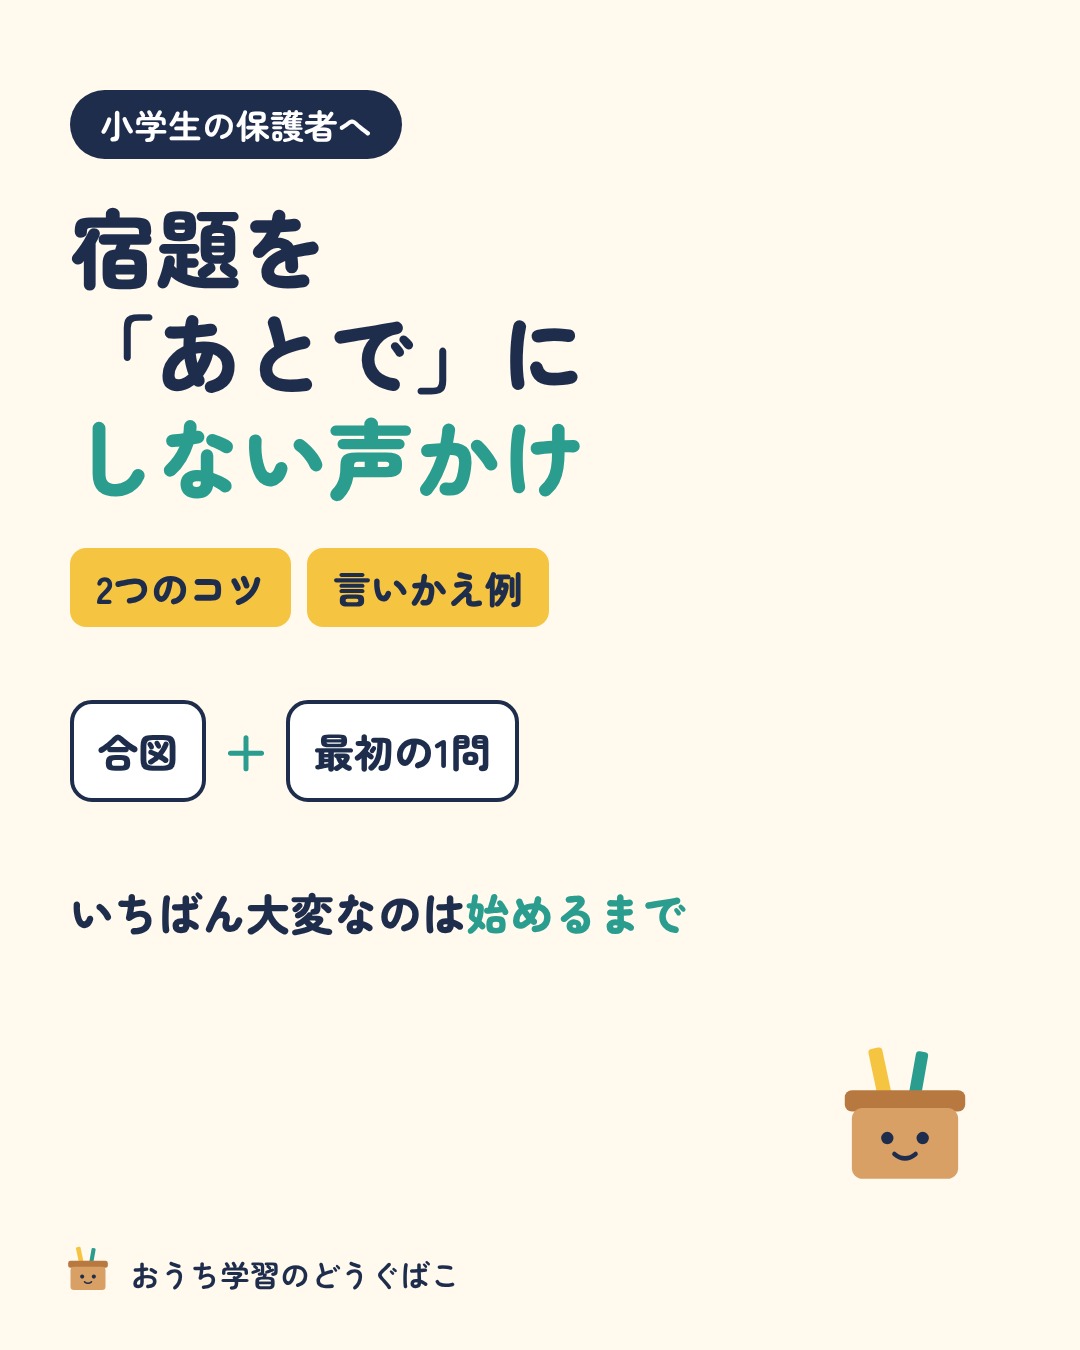 小学生の保護者へ
宿題を
「あとで」に
しない声かけ
2つのコツ 言いかえ例
合図 + 最初の1問
いちばん大変なのは始めるまで
おうち学習のどうぐばこ